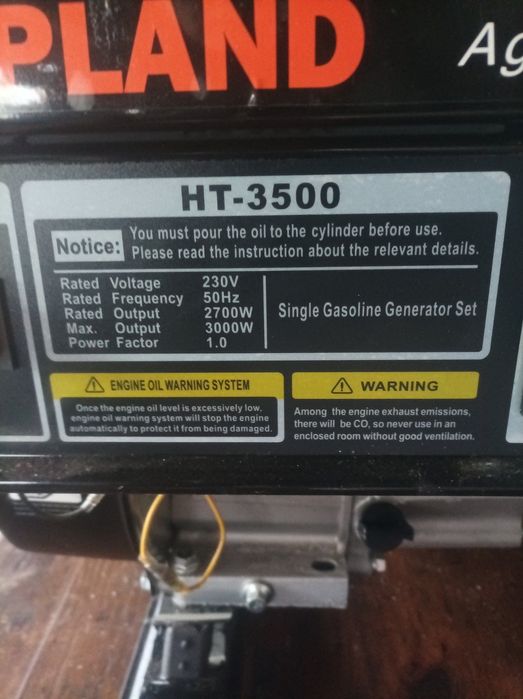 PLAND Ag
HT-3500
Notice: You must pour the oil to the cylinder before use.
Please read the instruction about the relevant details.
Rated Voltage 230V
Rated Frequency 50Hz
Rated Output 2700W
Max. Output 3000W
Power Factor 1.0
Single Gasoline Generator Set
ENGINE OIL WARNING SYSTEM
Once the engine oil level is excessively low,
engine oil warning system will stop the engine
automatically to protect it from being damaged.
WARNING
Among the engine exhaust emissions,
there will be CO, so never use in an
enclosed room without good ventilation.